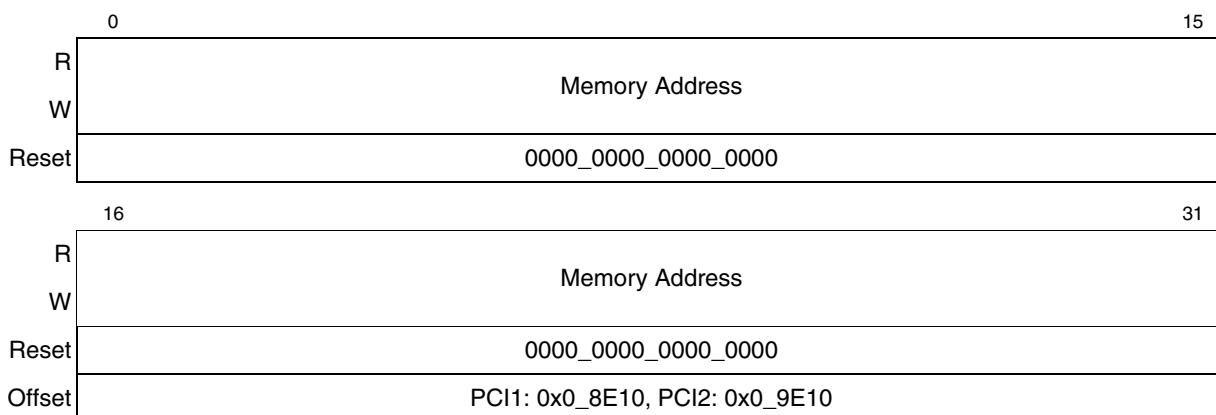 0 15
R
Memory Address
W
Reset 0000_0000_0000_0000
16 31
R
Memory Address
W
Reset 0000_0000_0000_0000
Offset PCI1: 0x0_8E10, PCI2: 0x0_9E10